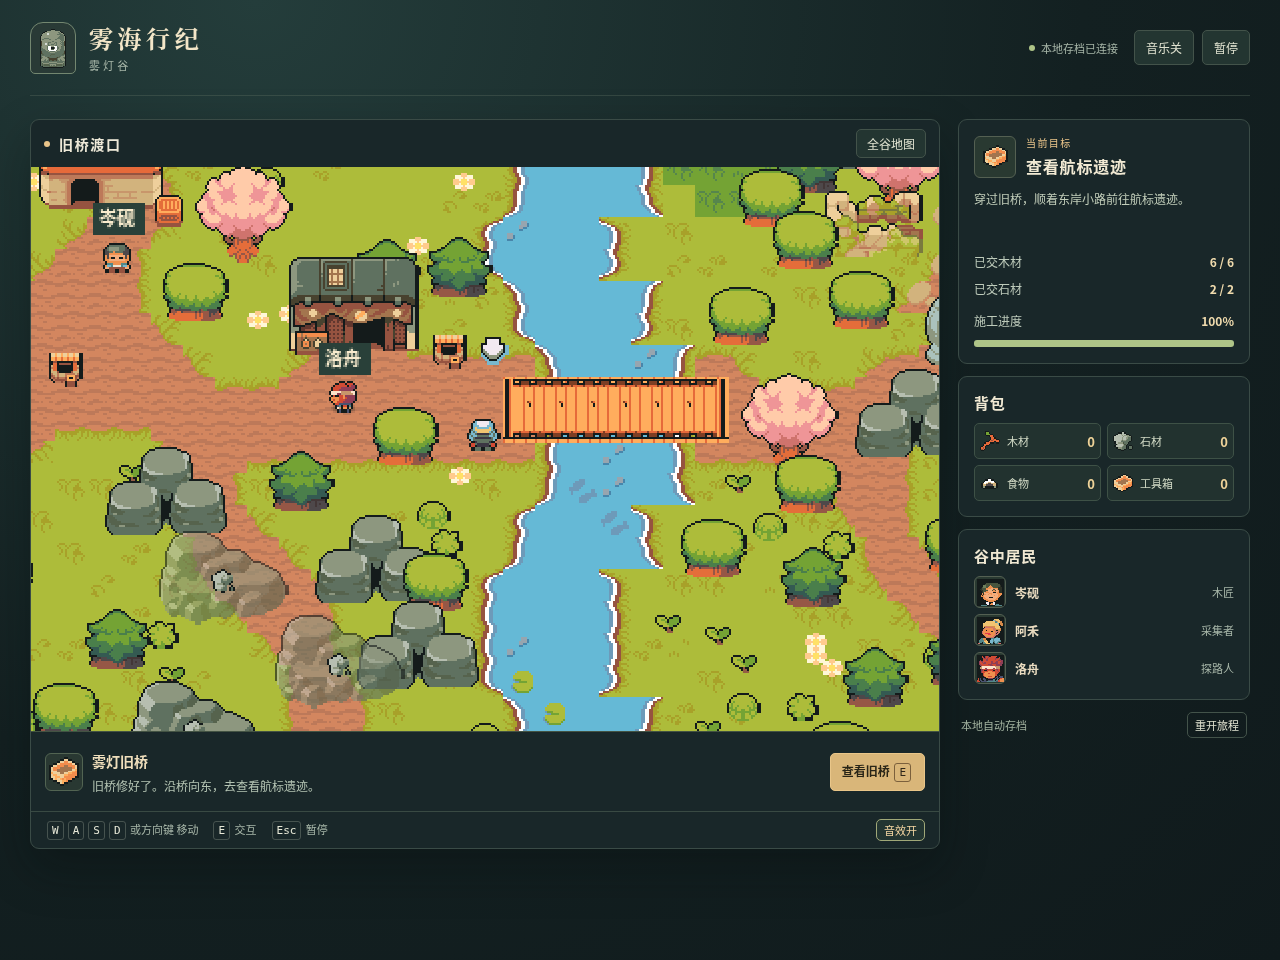 雾海行纪
雾灯谷
本地存档已连接
音乐关
暂停
旧桥渡口
全谷地图
岑砚
洛舟
雾灯旧桥
旧桥修好了。沿桥向东，去查看航标遗迹。
查看旧桥 E
W A S D 或方向键 移动 E 交互 Esc 暂停
音效开
当前目标
查看航标遗迹
穿过旧桥，顺着东岸小路前往航标遗迹。
已交木材 6 / 6
已交石材 2 / 2
施工进度 100%
背包
木材 0
石材 0
食物 0
工具箱 0
谷中居民
岑砚 木匠
阿禾 采集者
洛舟 探路人
本地自动存档
重开旅程